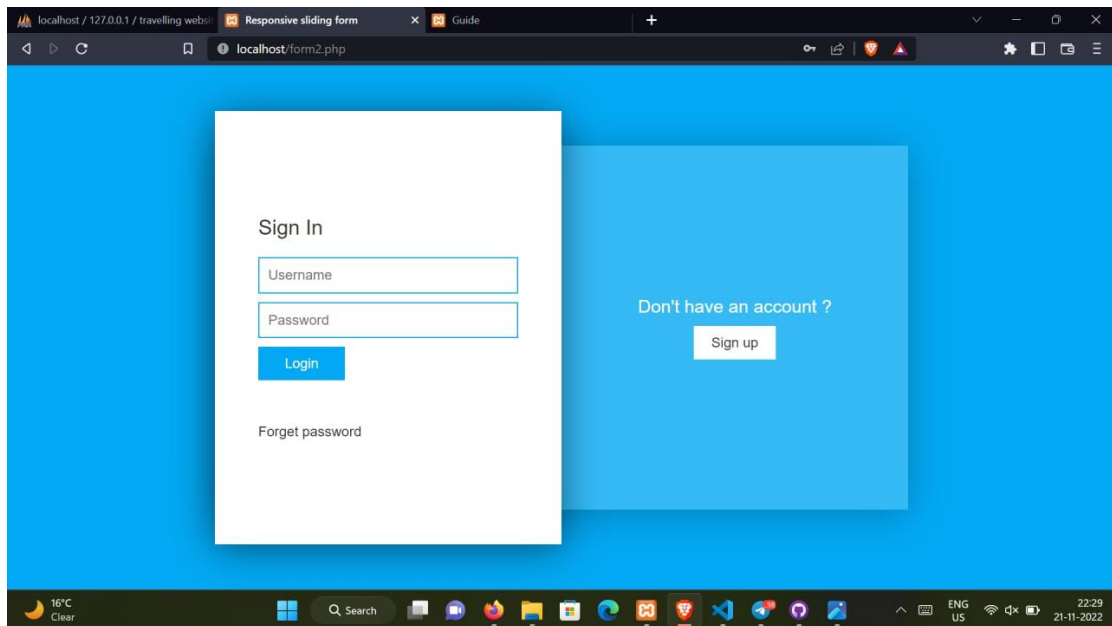 localhost / 127.0.0.1 / travelling websi
Responsive sliding form
Guide
localhost/form2.php
Sign In
Username
Password
Login
Forget password
Don't have an account ?
Sign up
16°C
Clear
Search
ENG
US
22:29
21-11-2022